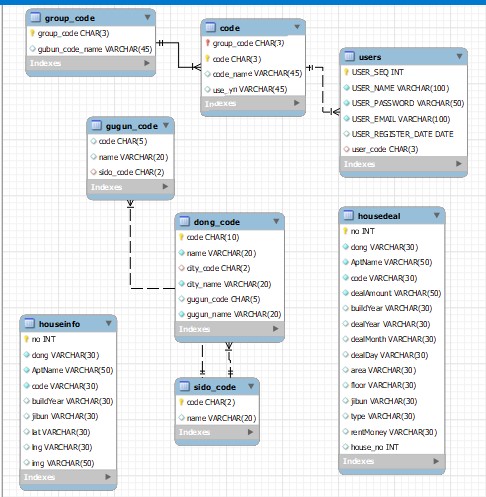 group_code
group_code CHAR(3)
gubun_code_name VARCHAR(45)
Indexes
code
group_code CHAR(3)
code CHAR(3)
code_name VARCHAR(45)
use_yn VARCHAR(45)
Indexes
users
USER_SEQ INT
USER_NAME VARCHAR(100)
USER_PASSWORD VARCHAR(50)
USER_EMAIL VARCHAR(100)
USER_REGISTER_DATE DATE
user_code CHAR(3)
Indexes
gugun_code
code CHAR(5)
name VARCHAR(20)
sido_code CHAR(2)
Indexes
dong_code
code CHAR(10)
name VARCHAR(20)
city_code CHAR(2)
city_name VARCHAR(20)
gugun_code CHAR(5)
gugun_name VARCHAR(20)
Indexes
housedeal
no INT
dong VARCHAR(30)
AptName VARCHAR(50)
code VARCHAR(30)
dealAmount VARCHAR(50)
buildYear VARCHAR(30)
dealYear VARCHAR(30)
dealMonth VARCHAR(30)
dealDay VARCHAR(30)
area VARCHAR(30)
floor VARCHAR(30)
jibun VARCHAR(30)
type VARCHAR(30)
rentMoney VARCHAR(30)
house_no INT
Indexes
houseinfo
no INT
dong VARCHAR(30)
AptName VARCHAR(50)
code VARCHAR(30)
buildYear VARCHAR(30)
jibun VARCHAR(30)
lat VARCHAR(30)
lng VARCHAR(30)
img VARCHAR(50)
Indexes
sido_code
code CHAR(2)
name VARCHAR(20)
Indexes